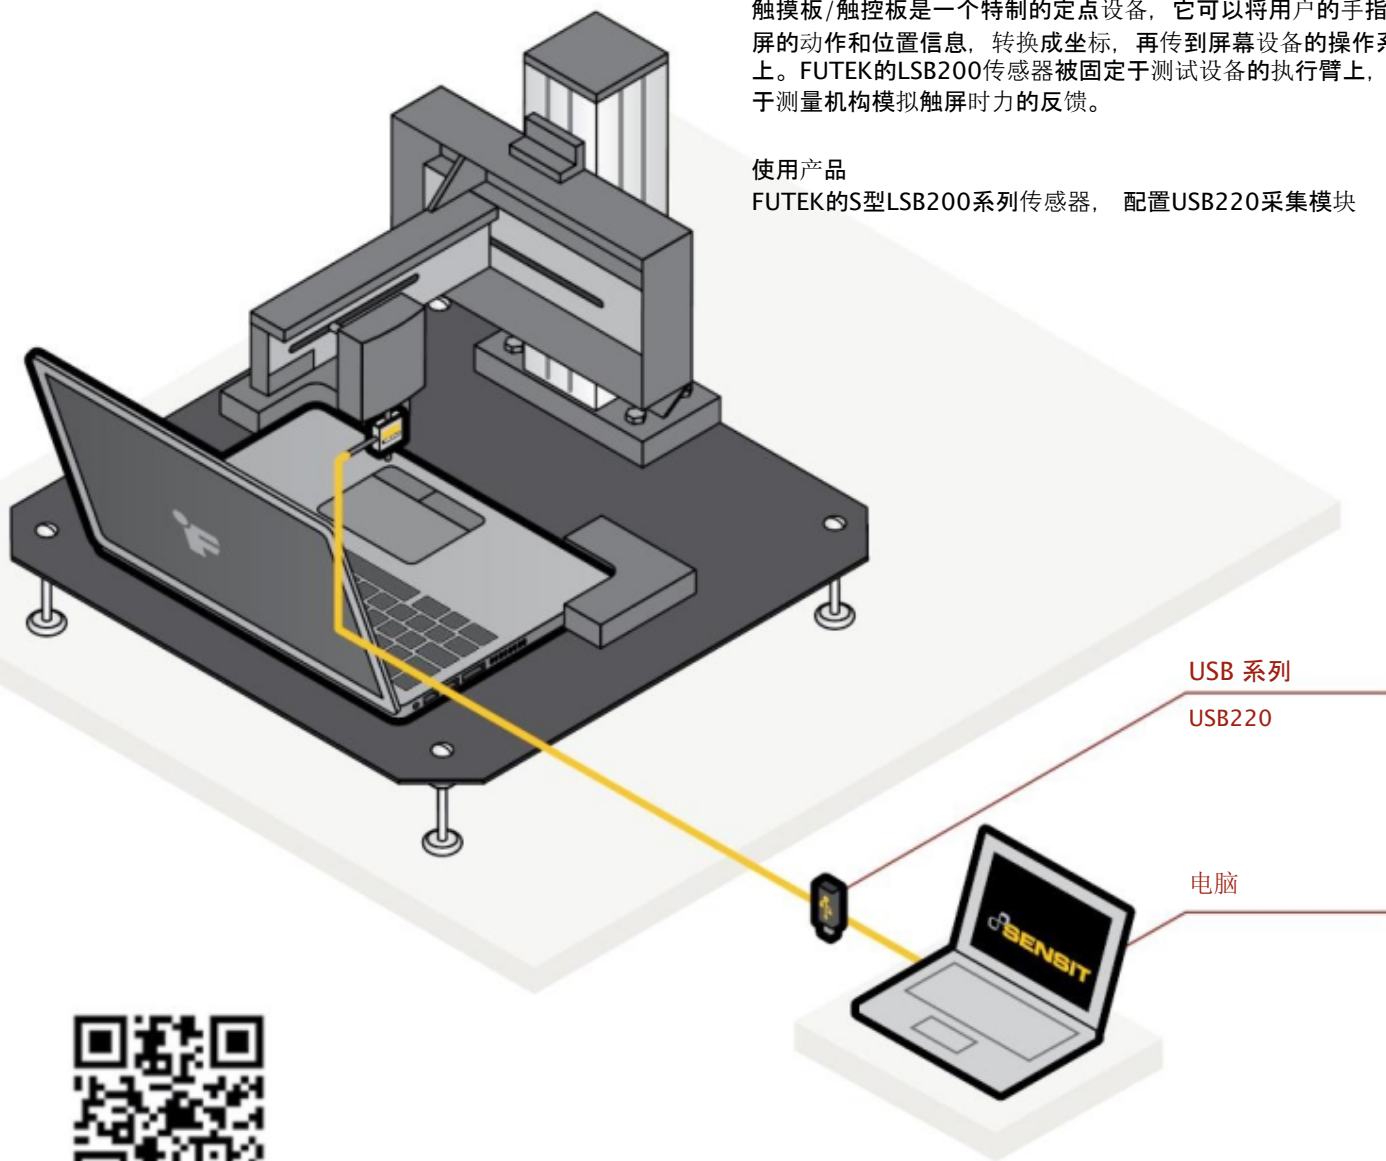 触摸板/触控板是一个特制的定点设备，它可以将用户的手指
屏的动作和位置信息，转换成坐标，再传到屏幕设备的操作系
上。FUTEK的LSB200传感器被固定于测试设备的执行臂上，
于测量机构模拟触屏时力的反馈。
使用产品
FUTEK的S型LSB200系列传感器， 配置USB220采集模块
USB 系列
USB220
电脑
SENSIT